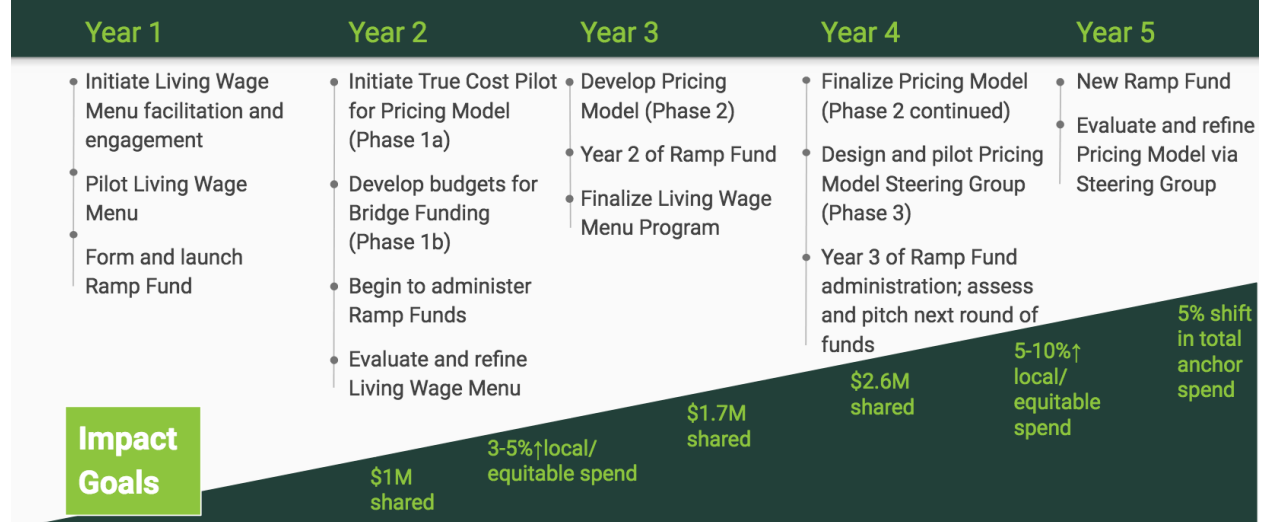 Year 1
Initiate Living Wage
Menu facilitation and
engagement
Pilot Living Wage
Menu
Form and launch
Ramp Fund
Year 2
Initiate True Cost Pilot
for Pricing Model
(Phase 1a)
Develop budgets for
Bridge Funding
(Phase 1b)
Begin to administer
Ramp Funds
Evaluate and refine
Living Wage Menu
Year 3
Develop Pricing
Model (Phase 2)
Year 2 of Ramp Fund
Finalize Living Wage
Menu Program
Year 4
Finalize Pricing Model
(Phase 2 continued)
Design and pilot Pricing
Model Steering Group
(Phase 3)
Year 3 of Ramp Fund
administration; assess
and pitch next round of
funds
Year 5
New Ramp Fund
Evaluate and refine
Pricing Model via
Steering Group
Impact
Goals
$1M
shared
3-5%↑local/
equitable spend
$1.7M
shared
$2.6M
shared
5-10%↑
local/
equitable
spend
5% shift
in total
anchor
spend